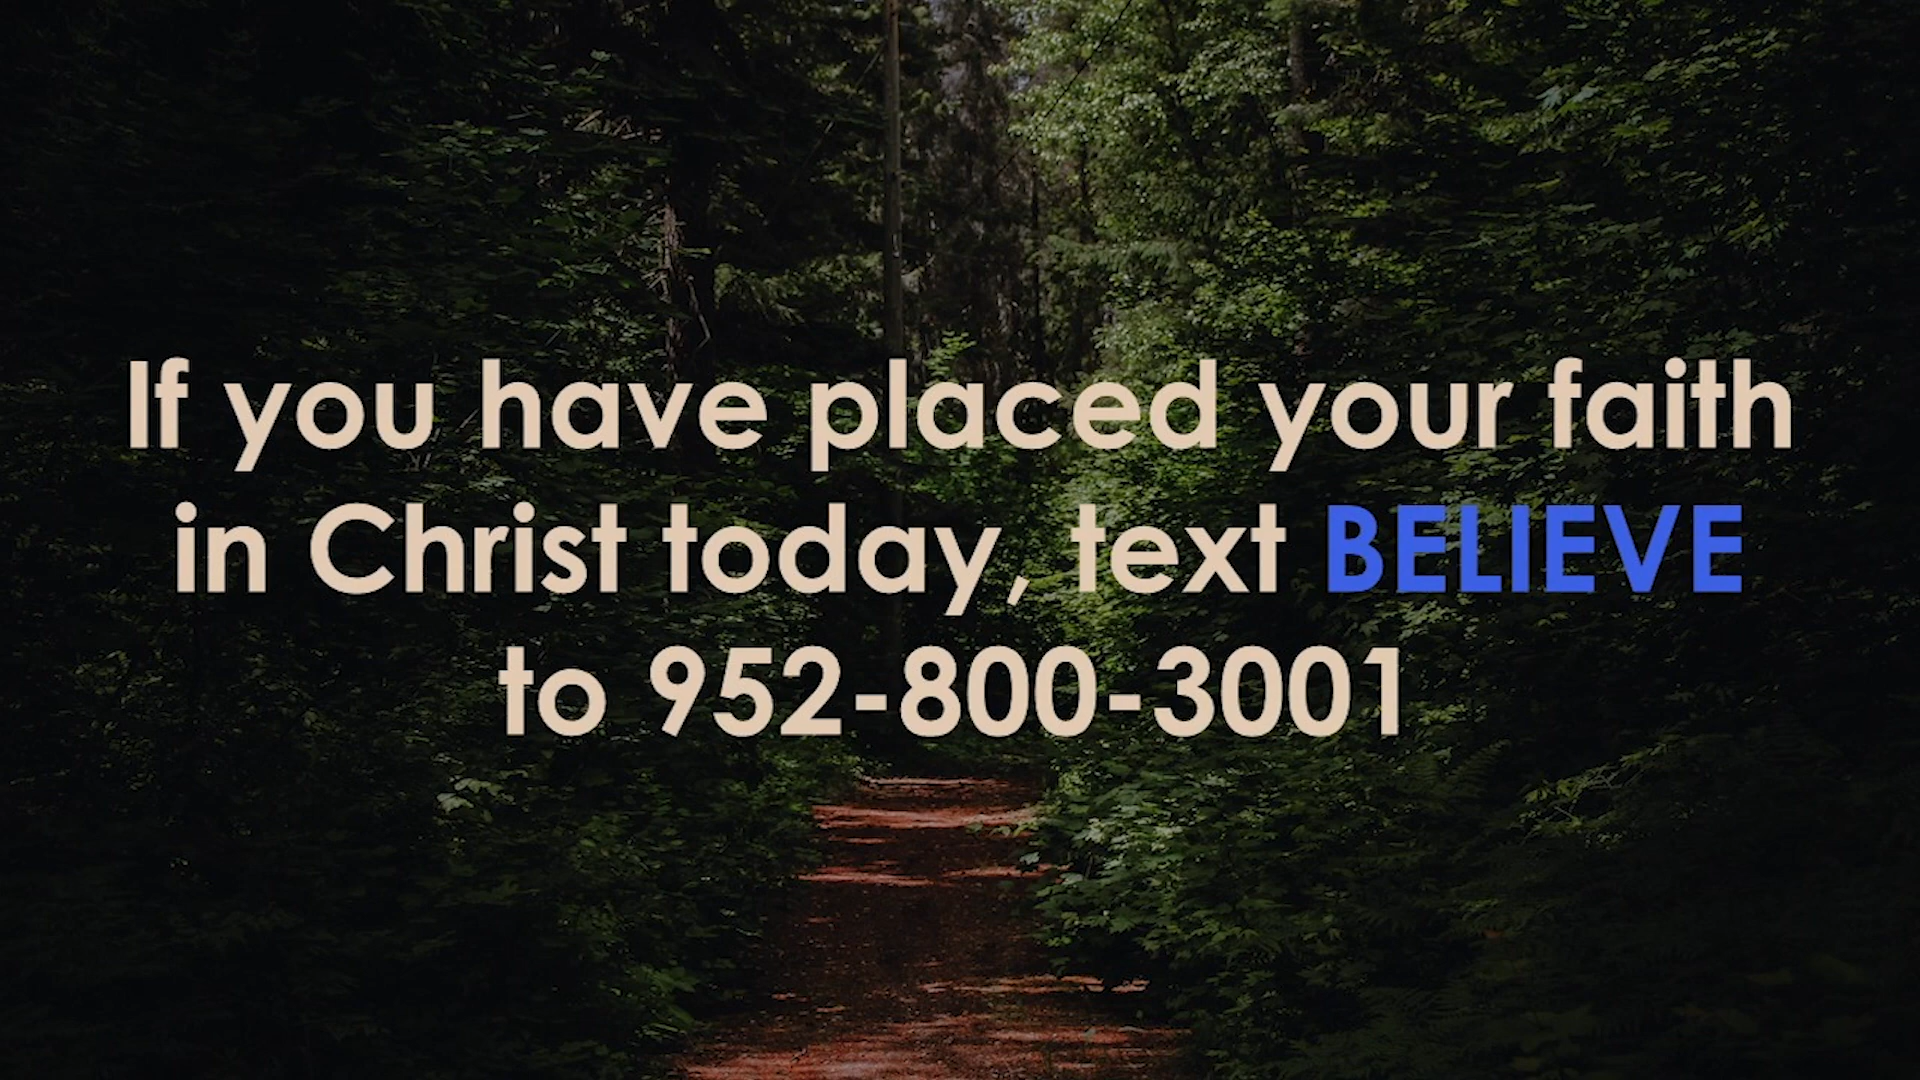 If you have placed your faith
in Christ today, text BELIEVE
to 952-800-3001